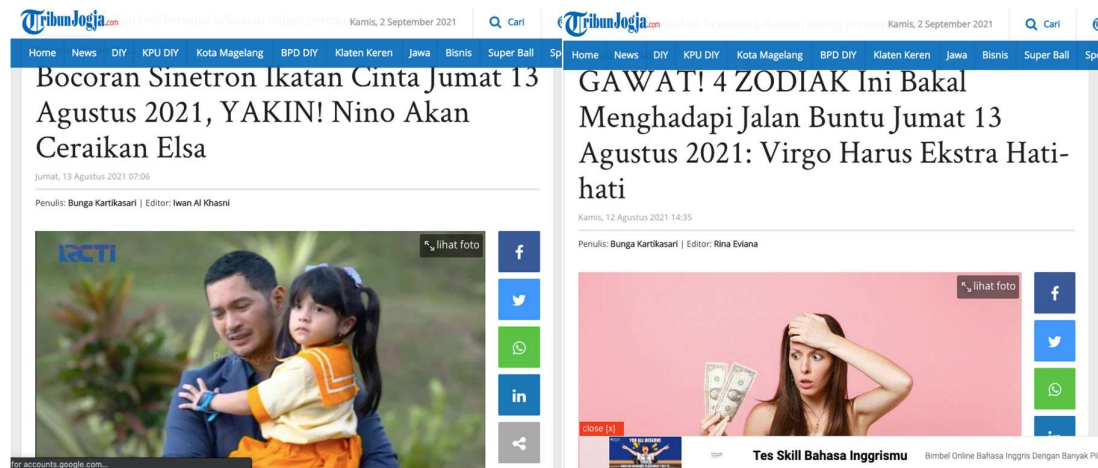 TribunJogja.com
Kamis, 2 September 2021
Cari
Home News DIY KPU DIY Kota Magelang BPD DIY Klaten Keren Jawa Bisnis Super Ball Sp
Bocoran Sinetron Ikatan Cinta Jumat 13
Agustus 2021, YAKIN! Nino Akan
Ceraikan Elsa
Jumat, 13 Agustus 2021 07:06
Penulis: Bunga Kartikasari | Editor: Iwan Al Khasni
RCTI
lihat foto
f
in
for accounts.google.com...
TribunJogja.com
Kamis, 2 September 2021
Cari
Home News DIY KPU DIY Kota Magelang BPD DIY Klaten Keren Jawa Bisnis Super Ball Sp
GAWAT! 4 ZODIAK Ini Bakal
Menghadapi Jalan Buntu Jumat 13
Agustus 2021: Virgo Harus Ekstra Hati-
hati
Kamis, 12 Agustus 2021 14:35
Penulis: Bunga Kartikasari | Editor: Rina Eviana
lihat foto
f
close [x]
Tes Skill Bahasa Inggrismu
Bimbel Online Bahasa Inggris Dengan Banyak Pil